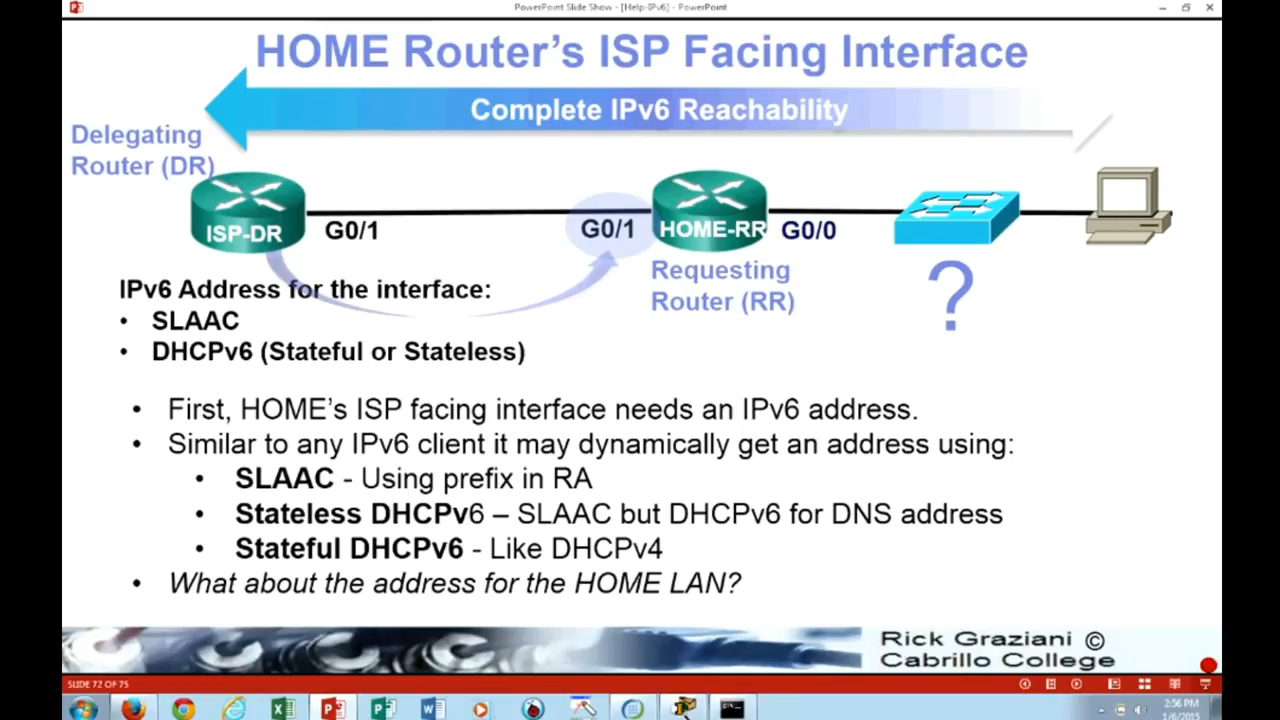 PowerPoint Slide Show - [Help-IPv6] - PowerPoint
HOME Router's ISP Facing Interface
Complete IPv6 Reachability
Delegating
Router (DR)
ISP-DR
G0/1
G0/1
HOME-RR
G0/0
Requesting
Router (RR)
?
IPv6 Address for the interface:
• SLAAC
• DHCPv6 (Stateful or Stateless)
• First, HOME's ISP facing interface needs an IPv6 address.
• Similar to any IPv6 client it may dynamically get an address using:
• SLAAC - Using prefix in RA
• Stateless DHCPv6 – SLAAC but DHCPv6 for DNS address
• Stateful DHCPv6 - Like DHCPv4
• What about the address for the HOME LAN?
Rick Graziani ©
Cabrillo College
SLIDE 72 OF 75
2:56 PM
1/6/2015